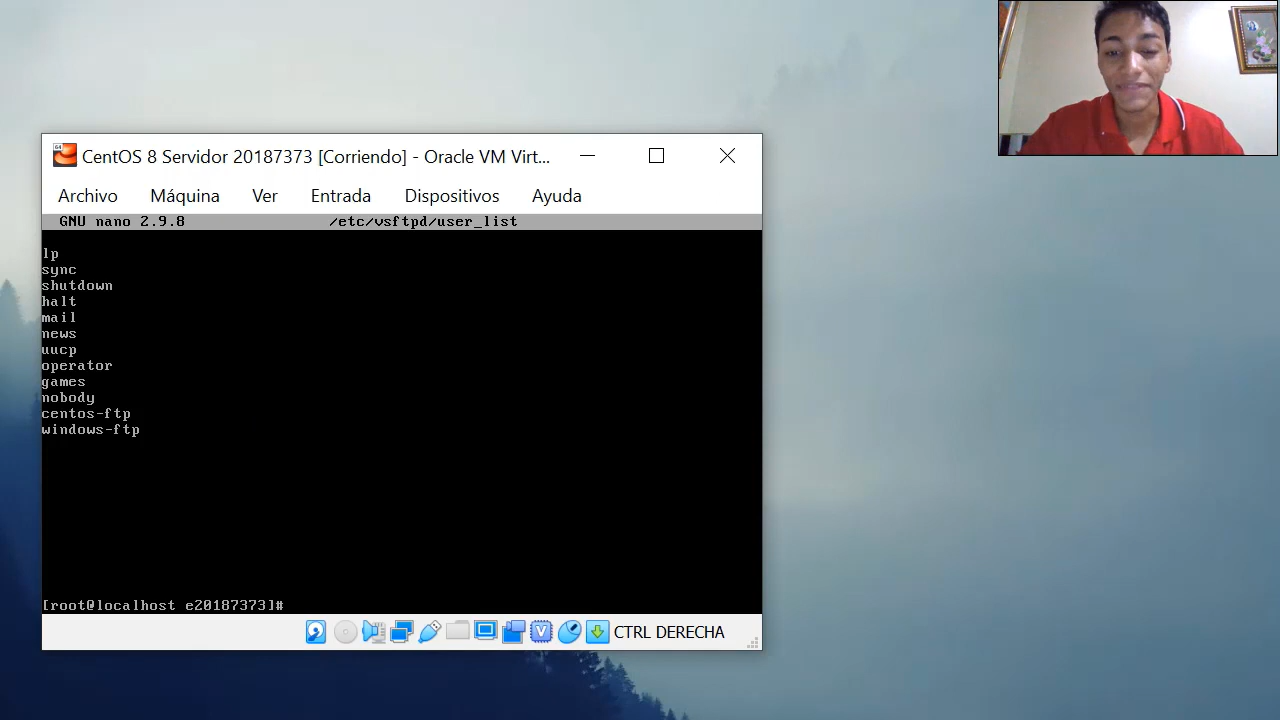 CentOS 8 Servidor 20187373 [Corriendo] - Oracle VM Virt...
Archivo Máquina Ver Entrada Dispositivos Ayuda
GNU nano 2.9.8 /etc/vsftpd/user_list
lp
sync
shutdown
halt
mail
news
uucp
operator
games
nobody
centos-ftp
windows-ftp
[root@localhost e20187373]#
CTRL DERECHA